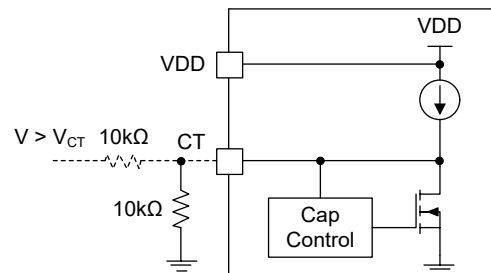 VDD
VDD
V > VCT
10kΩ
CT
10kΩ
Cap
Control